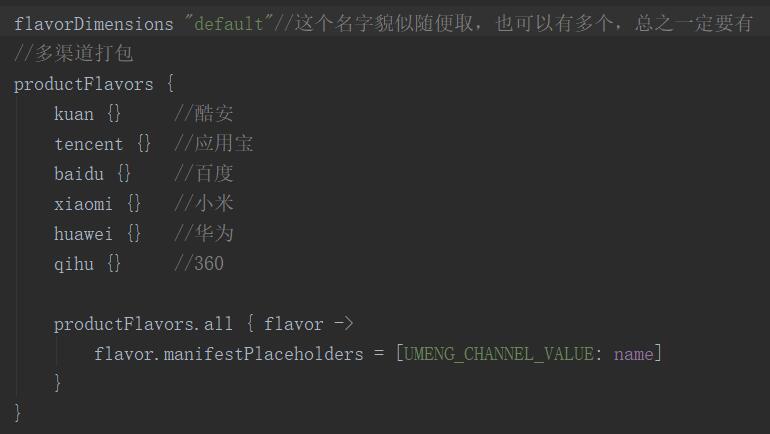 flavorDimensions "default"//这个名字貌似随便取，也可以有多个，总之一定要有
//多渠道打包
productFlavors {
    kuan {}     //酷安
    tencent {}  //应用宝
    baidu {}    //百度
    xiaomi {}   //小米
    huawei {}   //华为
    qihu {}     //360
    productFlavors.all { flavor ->
        flavor.manifestPlaceholders = [UMENG_CHANNEL_VALUE: name]
    }
}